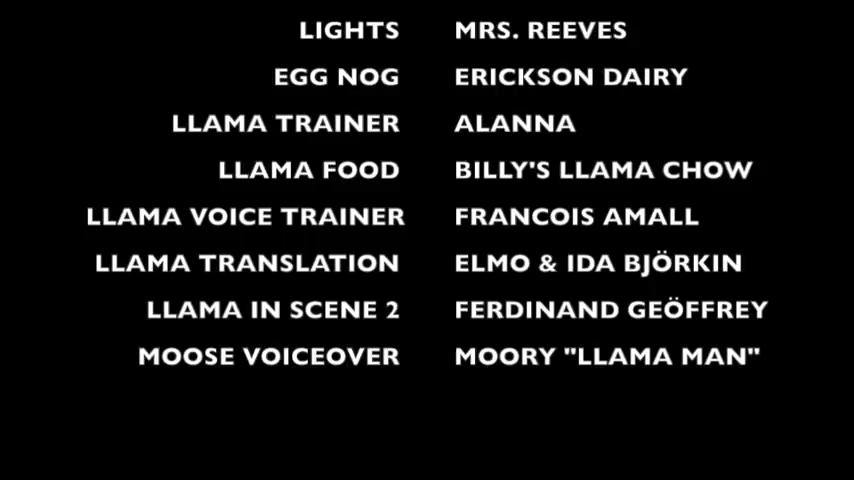 LIGHTS MRS. REEVES
EGG NOG ERICKSON DAIRY
LLAMA TRAINER ALANNA
LLAMA FOOD BILLY'S LLAMA CHOW
LLAMA VOICE TRAINER FRANCOIS AMALL
LLAMA TRANSLATION ELMO & IDA BJÖRKIN
LLAMA IN SCENE 2 FERDINAND GEÖFFREY
MOOSE VOICEOVER MOORY "LLAMA MAN"